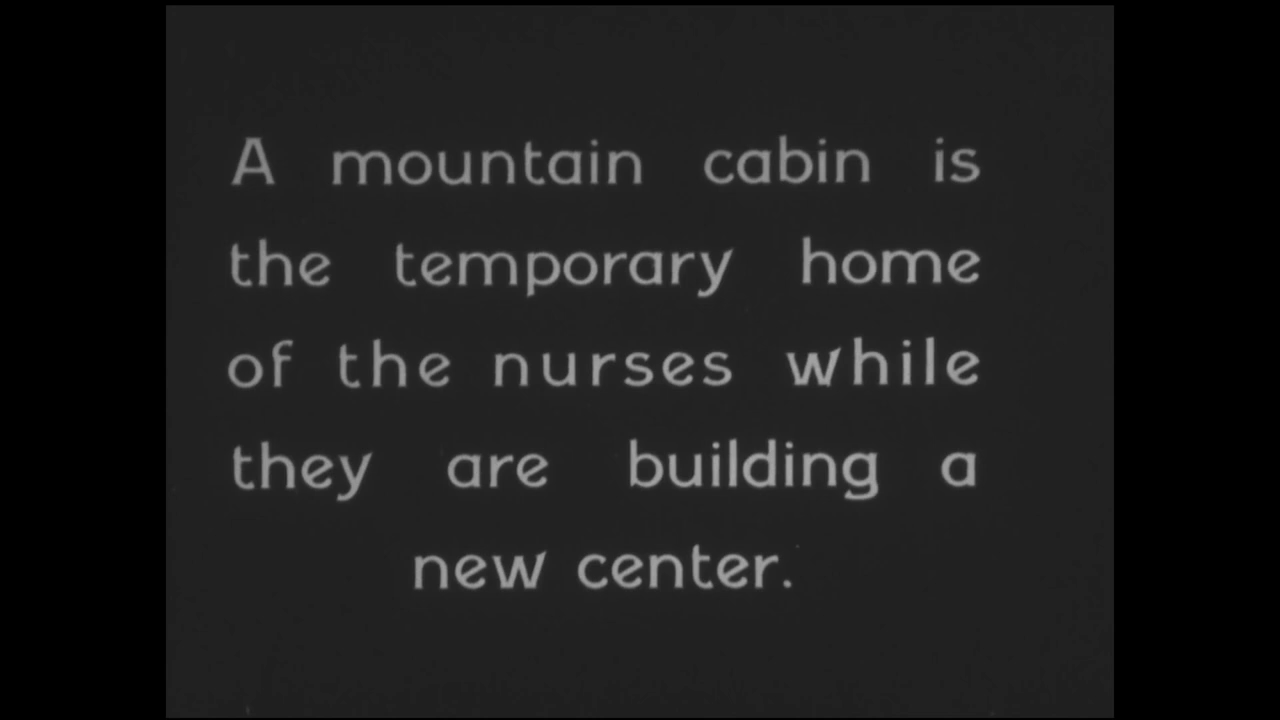 A mountain cabin is
the temporary home
of the nurses while
they are building a
new center.